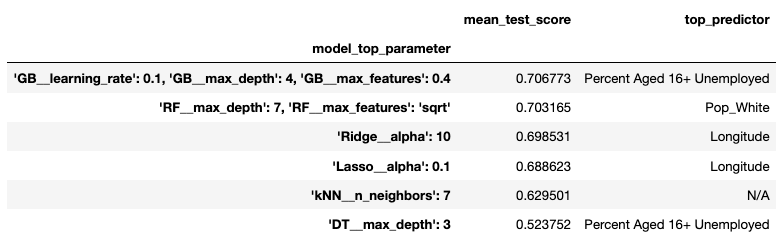 mean_test_score top_predictor
model_top_parameter
'GB__learning_rate': 0.1, 'GB__max_depth': 4, 'GB__max_features': 0.4 0.706773 Percent Aged 16+ Unemployed
'RF__max_depth': 7, 'RF__max_features': 'sqrt' 0.703165 Pop_White
'Ridge__alpha': 10 0.698531 Longitude
'Lasso__alpha': 0.1 0.688623 Longitude
'kNN__n_neighbors': 7 0.629501 N/A
'DT__max_depth': 3 0.523752 Percent Aged 16+ Unemployed